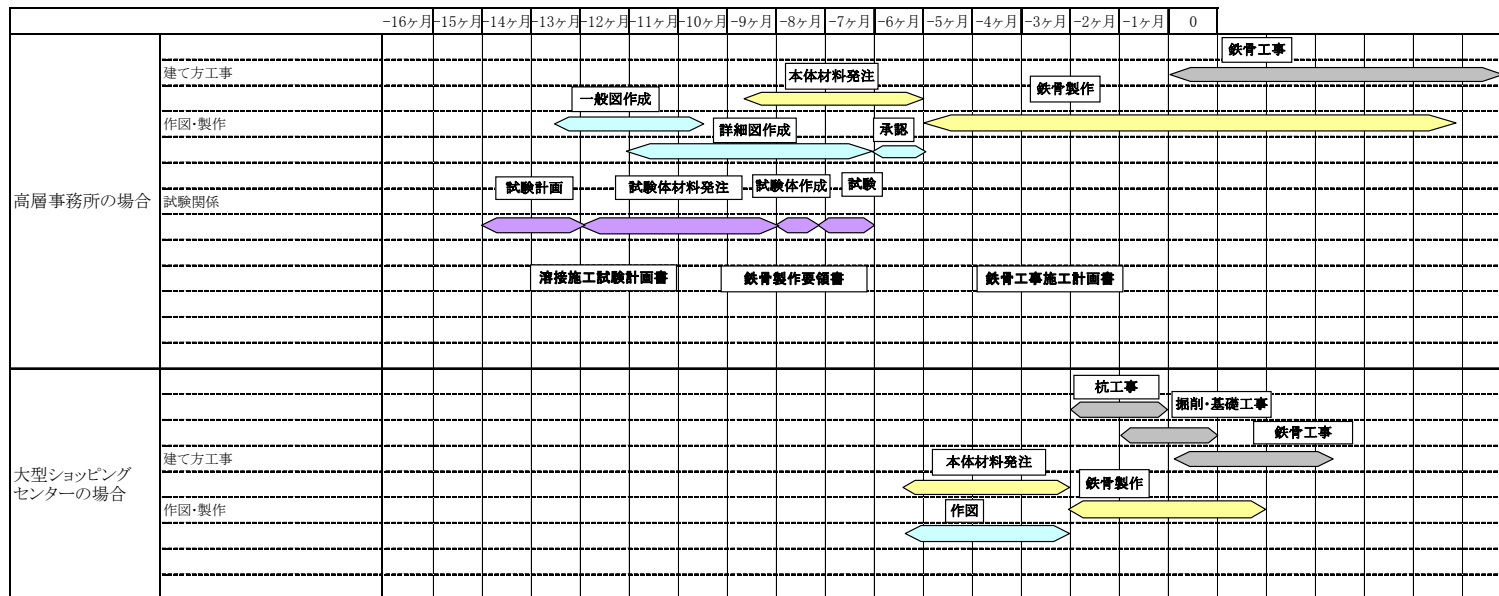 -16ヶ月 -15ヶ月 -14ヶ月 -13ヶ月 -12ヶ月 -11ヶ月 -10ヶ月 -9ヶ月 -8ヶ月 -7ヶ月 -6ヶ月 -5ヶ月 -4ヶ月 -3ヶ月 -2ヶ月 -1ヶ月 0
鉄骨工事
建て方工事
本体材料発注
鉄骨製作
一般図作成
作図・製作
詳細図作成
承認
高層事務所の場合
試験関係
試験計画
試験体材料発注
試験体作成
試験
溶接施工試験計画書
鉄骨製作要領書
鉄骨工事施工計画書
杭工事
掘削・基礎工事
鉄骨工事
建て方工事
本体材料発注
大型ショッピング
センターの場合
鉄骨製作
作図・製作
作図